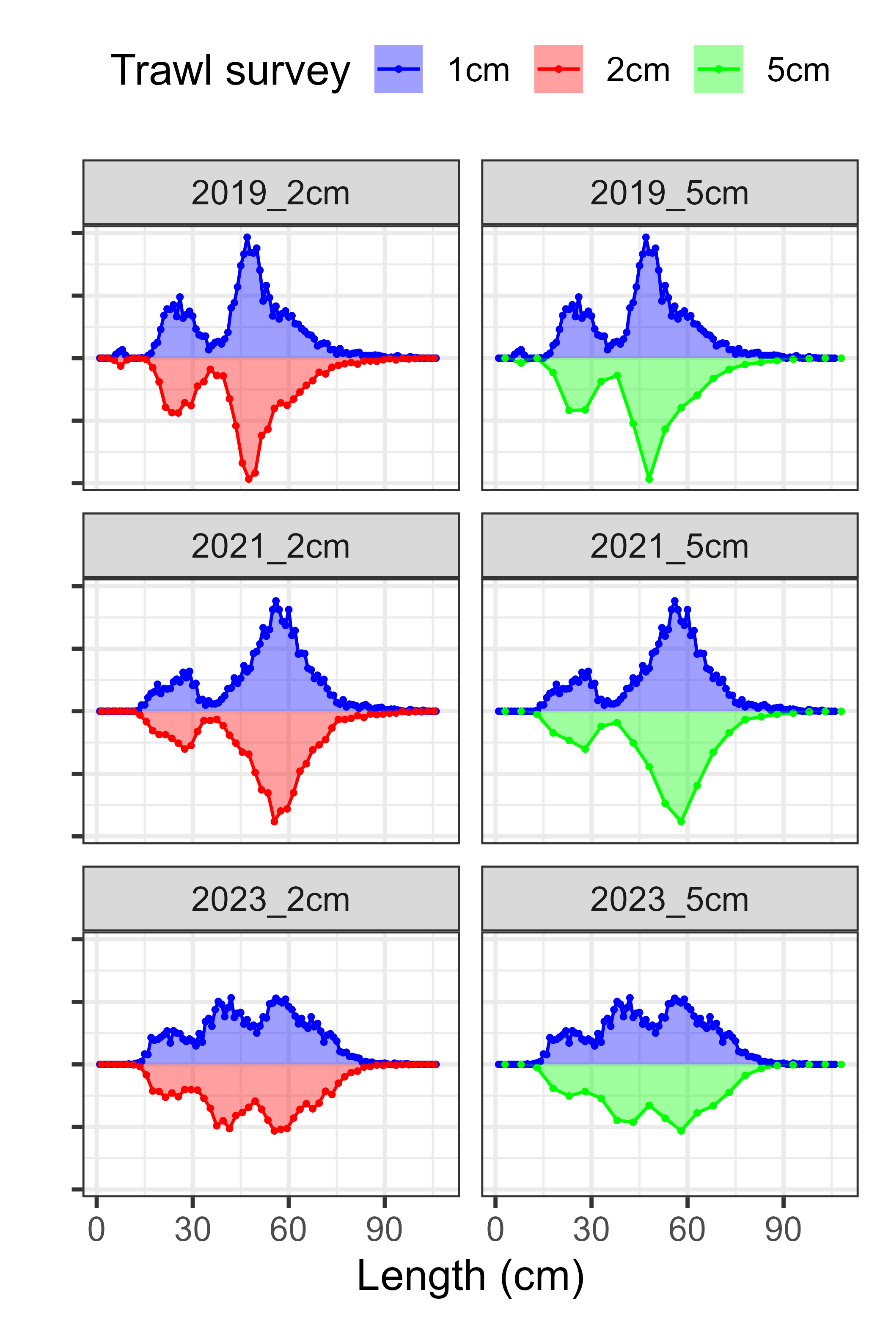 Trawl survey 1cm 2cm 5cm
2019_2cm 2019_5cm
2021_2cm 2021_5cm
2023_2cm 2023_5cm
0 30 60 90 0 30 60 90
Length (cm)